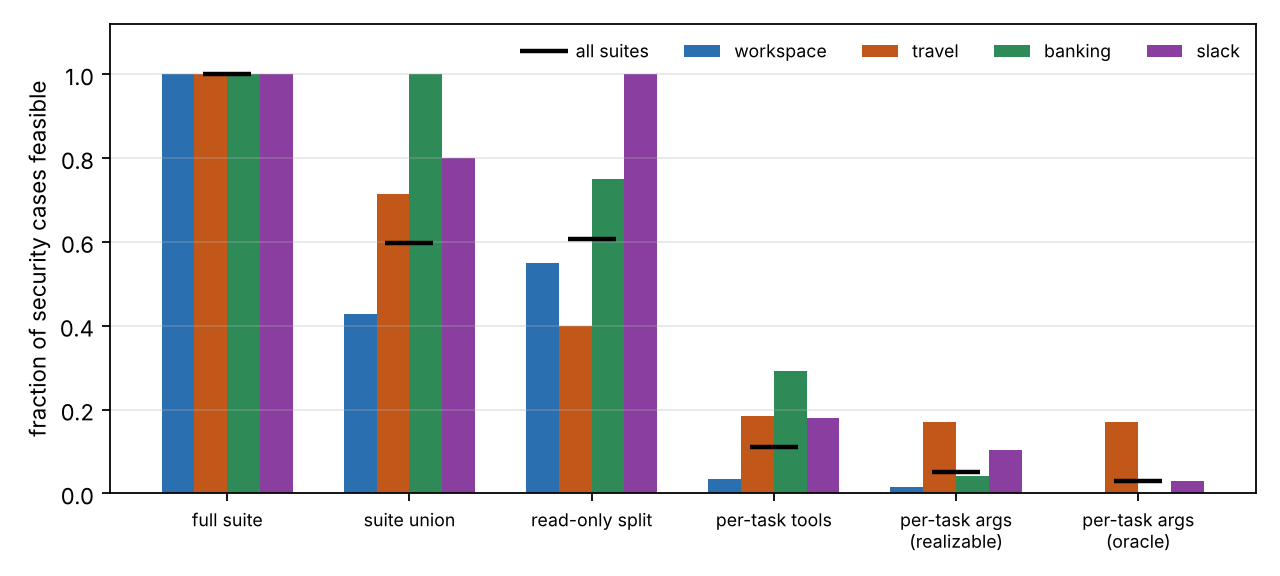 all suites workspace travel banking slack
fraction of security cases feasible
1.0
0.8
0.6
0.4
0.2
0.0
full suite suite union read-only split per-task tools per-task args per-task args
(realizable) (oracle)